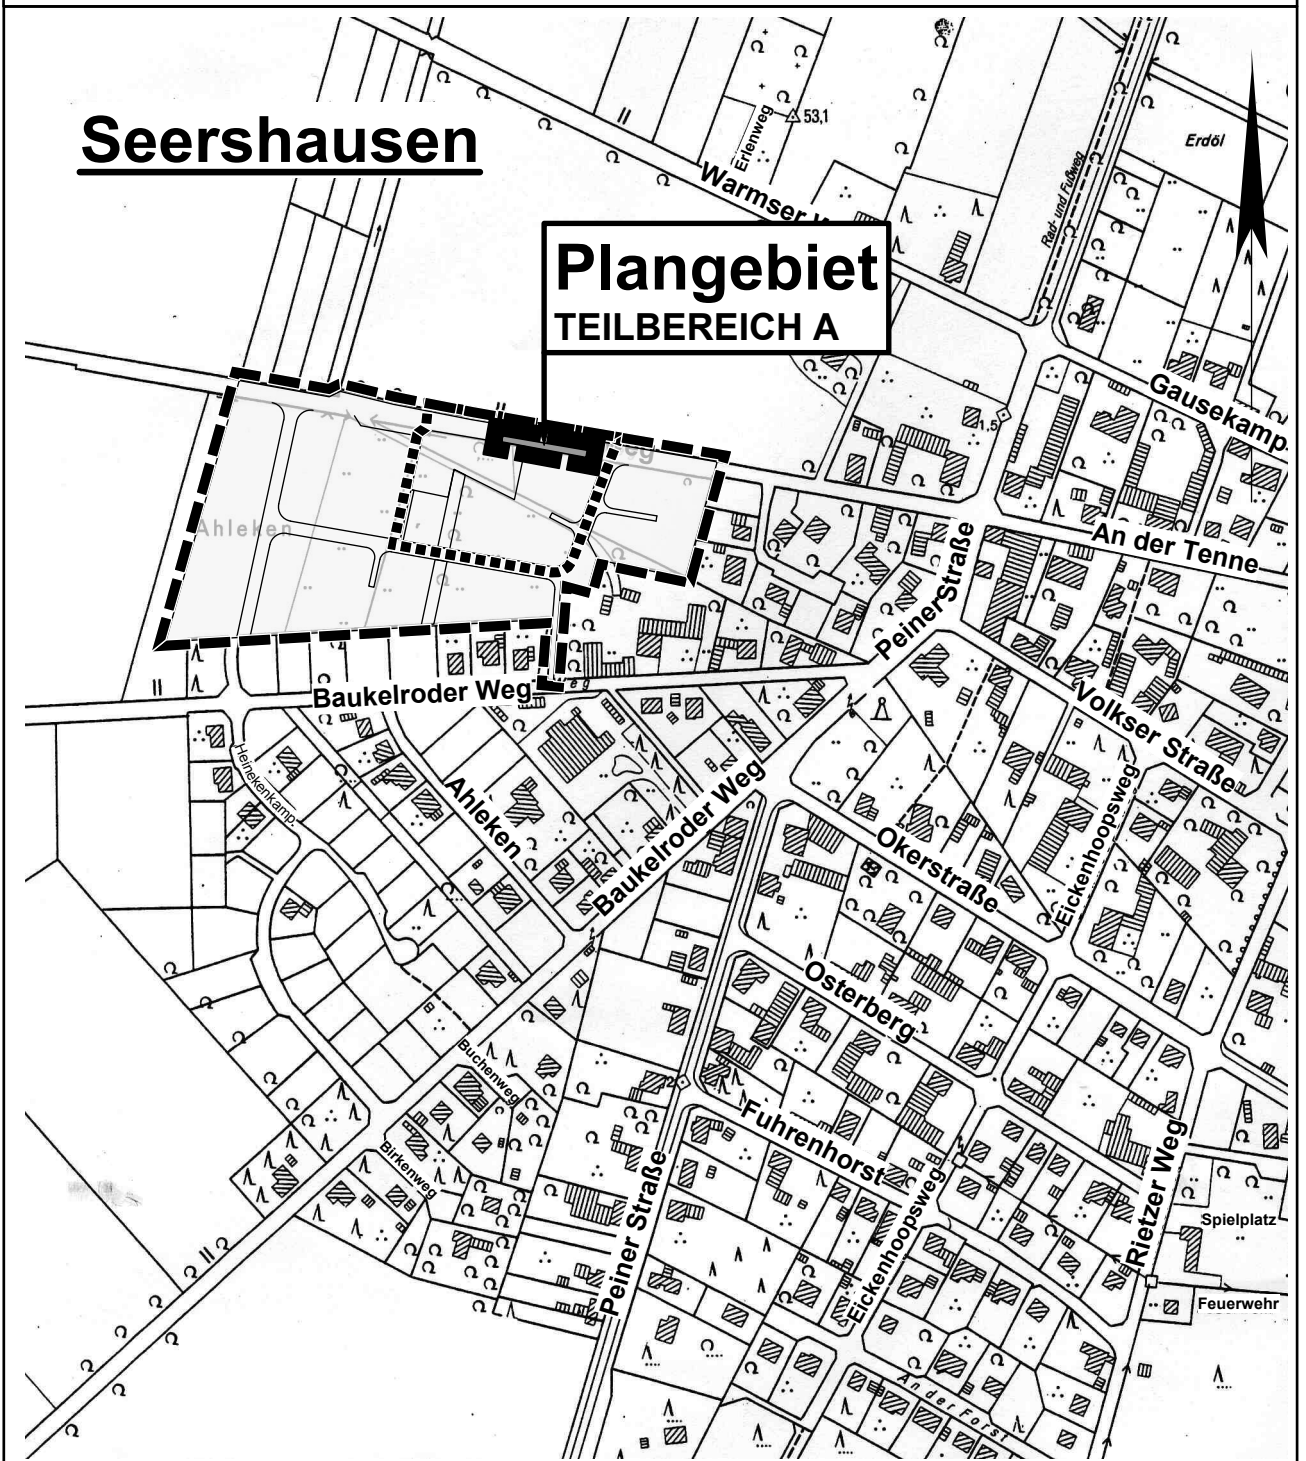 Seershausen
Erlenweg
53,1
Erdöl
Rad- und Fußweg
Warmser
Plangebiet
TEILBEREICH A
Gausekamp
1,5
Ahleken
An der Tenne
Peiner Straße
Baukelroder Weg
Volkser Straße
Heinekenkamp.
Ahleken
Baukelroder Weg
Okerstraße
Eickenhoopsweg
Osterberg
Buchenweg
Fuhrenhorst
Birkenweg
Peiner Straße
Eickenhoopsweg
Rietzer Weg
Spielplatz
Feuerwehr
An der Forst